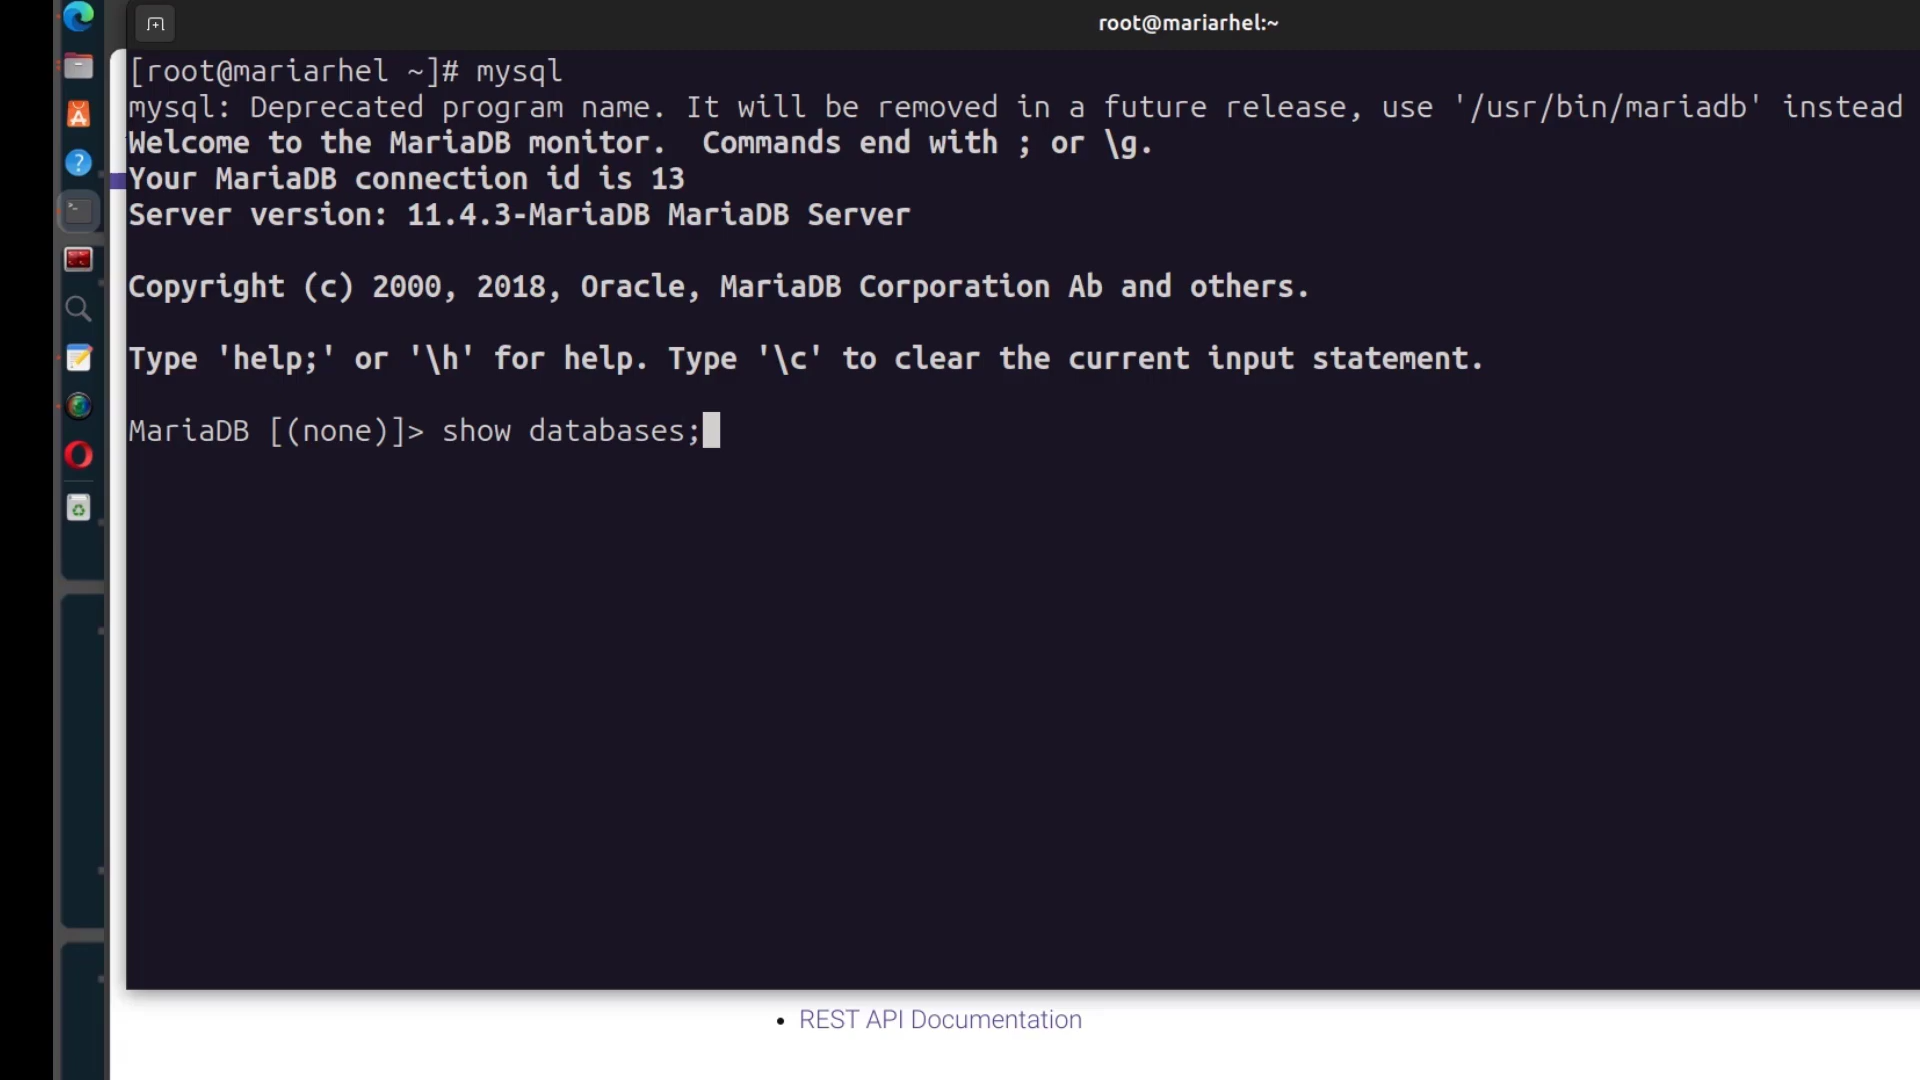 root@mariarhel:~
[root@mariarhel ~]# mysql
mysql: Deprecated program name. It will be removed in a future release, use '/usr/bin/mariadb' instead
Welcome to the MariaDB monitor.  Commands end with ; or \g.
Your MariaDB connection id is 13
Server version: 11.4.3-MariaDB MariaDB Server
Copyright (c) 2000, 2018, Oracle, MariaDB Corporation Ab and others.
Type 'help;' or '\h' for help. Type '\c' to clear the current input statement.
MariaDB [(none)]> show databases;
• REST API Documentation